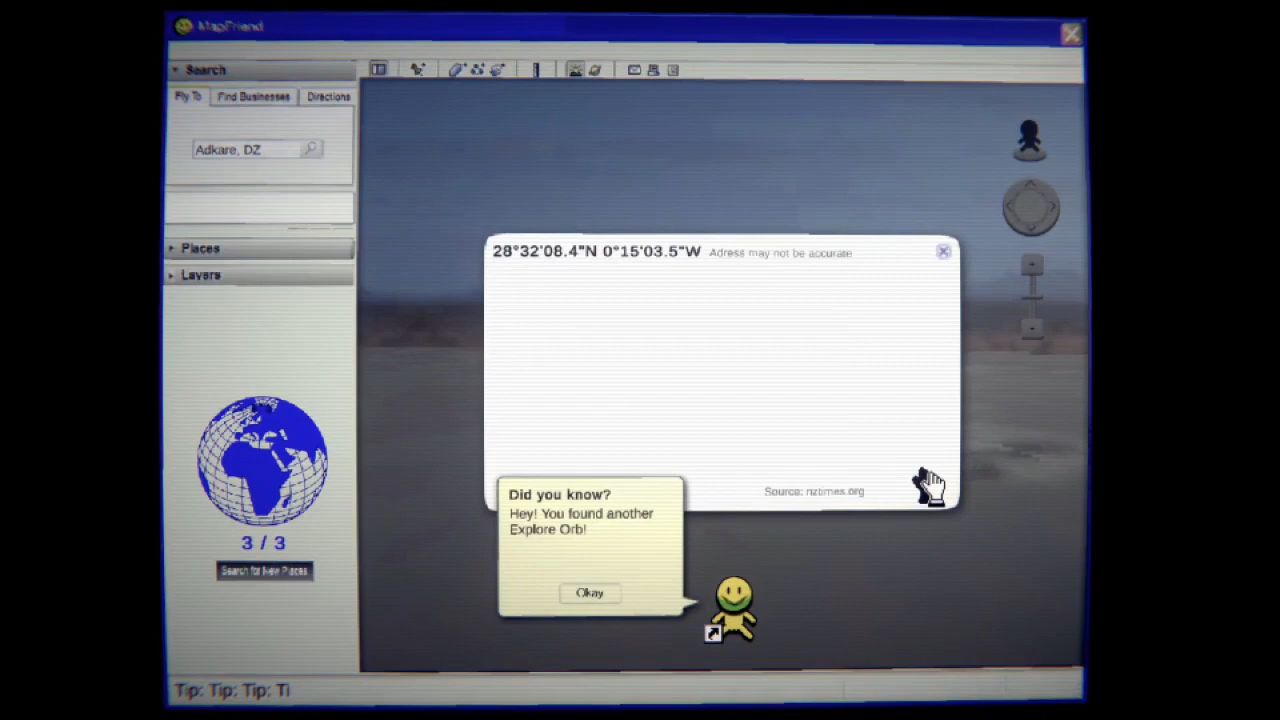 MapFriend
Search
Fly To
Find Businesses
Directions
Adkare, DZ
Places
Layers
3 / 3
Search for New Places
28°32'08.4"N 0°15'03.5"W
Adress may not be accurate
Source: nztimes.org
Did you know?
Hey! You found another
Explore Orb!
Okay
Tip: Tip: Tip: Ti